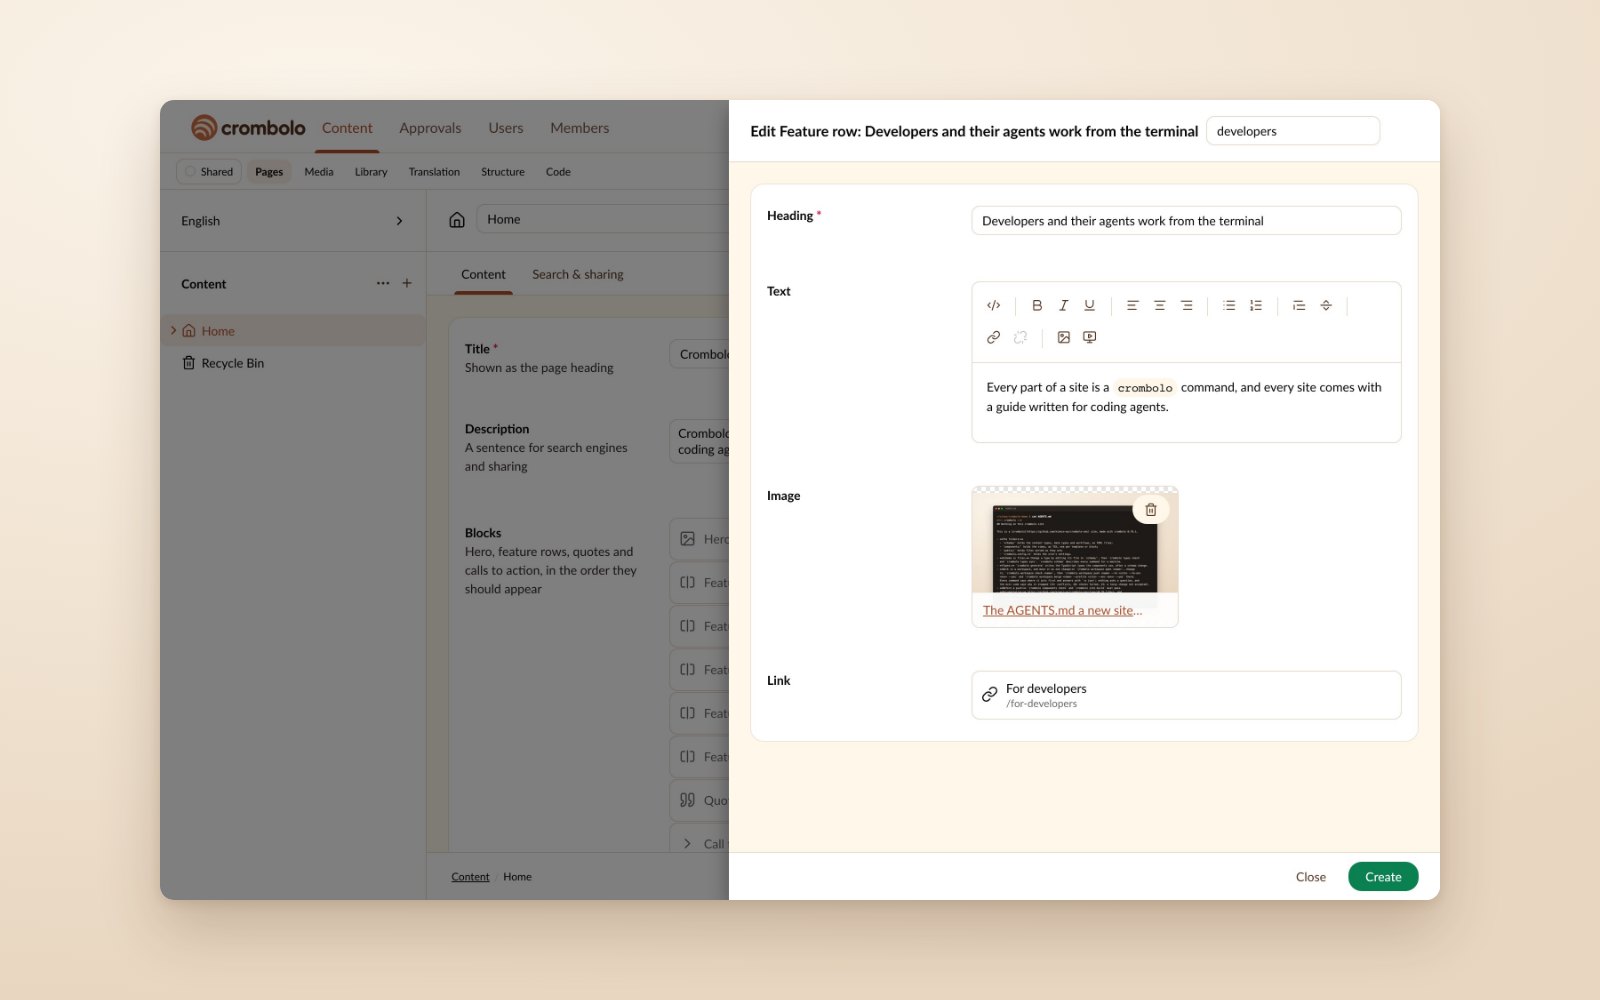 crombolo
Content
Approvals
Users
Members
Shared
Pages
Media
Library
Translation
Structure
Code
English
Content
Home
Recycle Bin
Home
Content
Search & sharing
Title *
Shown as the page heading
Description
A sentence for search engines
and sharing
coding
Blocks
Hero, feature rows, quotes and
calls to action, in the order they
should appear
Call
Content / Home
Edit Feature row: Developers and their agents work from the terminal
developers
Heading *
Developers and their agents work from the terminal
Text
Every part of a site is a crombolo command, and every site comes with
a guide written for coding agents.
Image
The AGENTS.md a new site...
Link
For developers
/for-developers
Close
Create